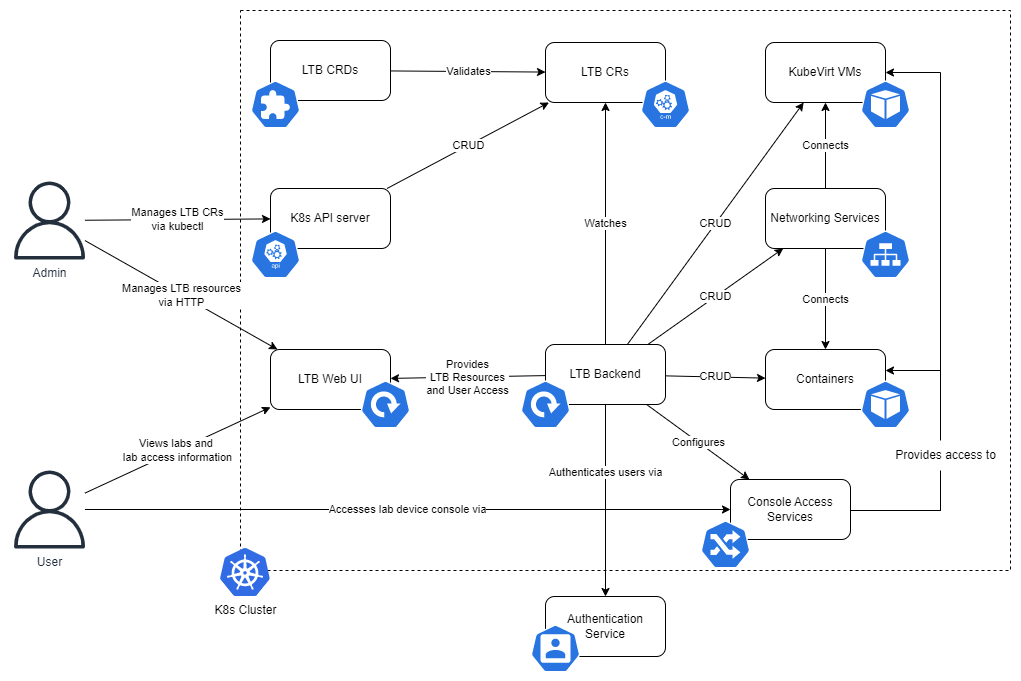 LTB CRDs
Validates
LTB CRs
c-m
KubeVirt VMs
CRUD
Connects
Admin
Manages LTB CRs
via kubectl
K8s API server
api
Watches
CRUD
Networking Services
Manages LTB resources
via HTTP
CRUD
Connects
LTB Web UI
Provides
LTB Resources
and User Access
LTB Backend
CRUD
Containers
Views labs and
lab access information
Configures
Provides access to
Authenticates users via
User
Accesses lab device console via
Console Access
Services
K8s Cluster
Authentication
Service